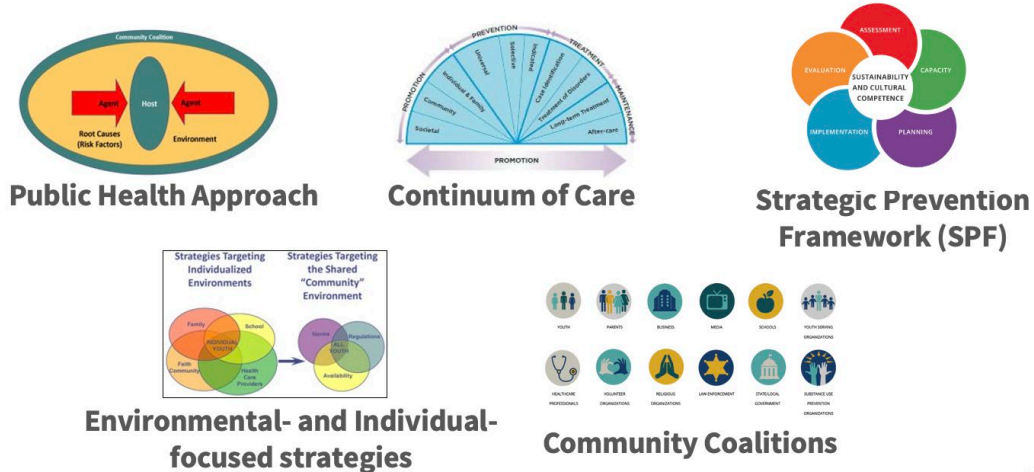 Community Coalition
Agent
Host
Agent
Root Causes
(Risk Factors)
Environment
Public Health Approach
PROMOTION
PREVENTION
TREATMENT
MAINTENANCE
Societal
Community
Individual & Family
Universal
Selective
Indicated
Case Identification
Treatment of Disorders
Long-term Treatment
After-care
PROMOTION
Continuum of Care
ASSESSMENT
EVALUATION
CAPACITY
SUSTAINABILITY
AND CULTURAL
COMPETENCE
IMPLEMENTATION
PLANNING
Strategic Prevention
Framework (SPF)
Strategies Targeting
Individualized
Environments
Strategies Targeting
the Shared
"Community"
Environment
Family
School
INDIVIDUAL
YOUTH
Faith
Community
Health
Care
Providers
Norms
Regulations
ALL
YOUTH
Availability
Environmental- and Individual-
focused strategies
YOUTH
PARENTS
BUSINESS
MEDIA
SCHOOLS
YOUTH SERVING
ORGANIZATIONS
HEALTHCARE
PROFESSIONALS
VOLUNTEER
ORGANIZATIONS
RELIGIOUS
ORGANIZATIONS
LAW ENFORCEMENT
STATE/LOCAL
GOVERNMENT
SUBSTANCE USE
PREVENTION
ORGANIZATIONS
Community Coalitions